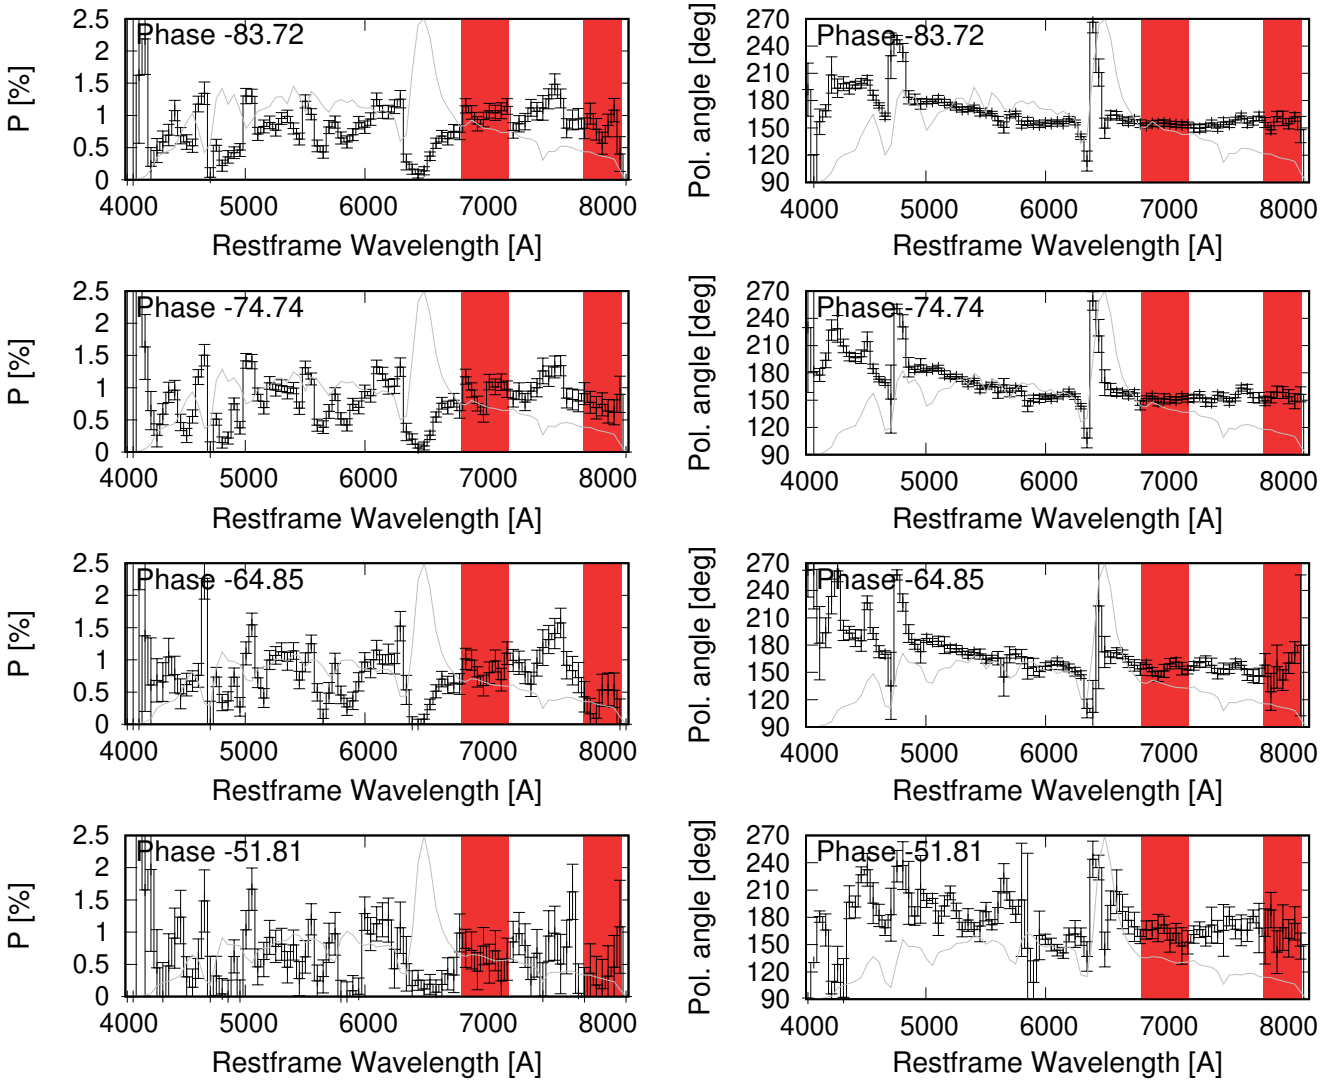 P [%]
2.5
2
1.5
1
0.5
0
Phase -83.72
4000 5000 6000 7000 8000
Restframe Wavelength [A]
Pol. angle [deg]
270
240
210
180
150
120
90
Phase -83.72
4000 5000 6000 7000 8000
Restframe Wavelength [A]
P [%]
2.5
2
1.5
1
0.5
0
Phase -74.74
4000 5000 6000 7000 8000
Restframe Wavelength [A]
Pol. angle [deg]
270
240
210
180
150
120
90
Phase -74.74
4000 5000 6000 7000 8000
Restframe Wavelength [A]
P [%]
2.5
2
1.5
1
0.5
0
Phase -64.85
4000 5000 6000 7000 8000
Restframe Wavelength [A]
Pol. angle [deg]
270
240
210
180
150
120
90
Phase -64.85
4000 5000 6000 7000 8000
Restframe Wavelength [A]
P [%]
2.5
2
1.5
1
0.5
0
Phase -51.81
4000 5000 6000 7000 8000
Restframe Wavelength [A]
Pol. angle [deg]
270
240
210
180
150
120
90
Phase -51.81
4000 5000 6000 7000 8000
Restframe Wavelength [A]